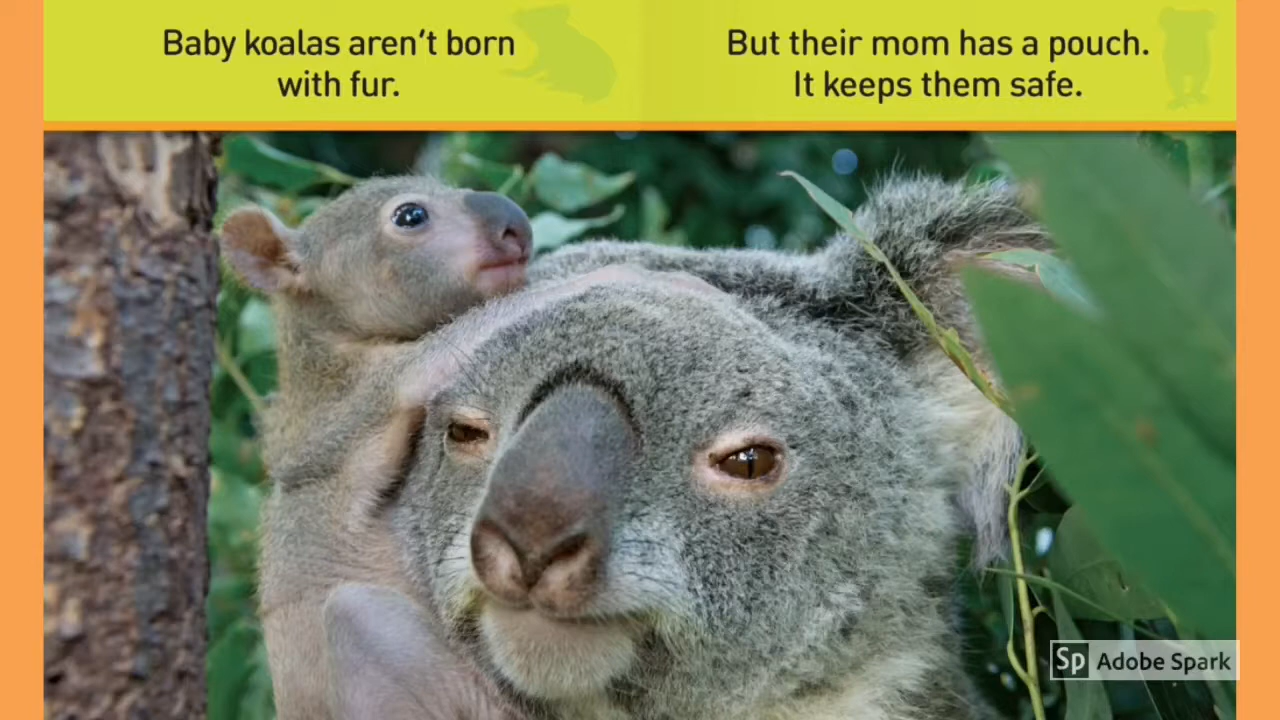 Baby koalas aren't born
with fur.
But their mom has a pouch.
It keeps them safe.
Sp Adobe Spark